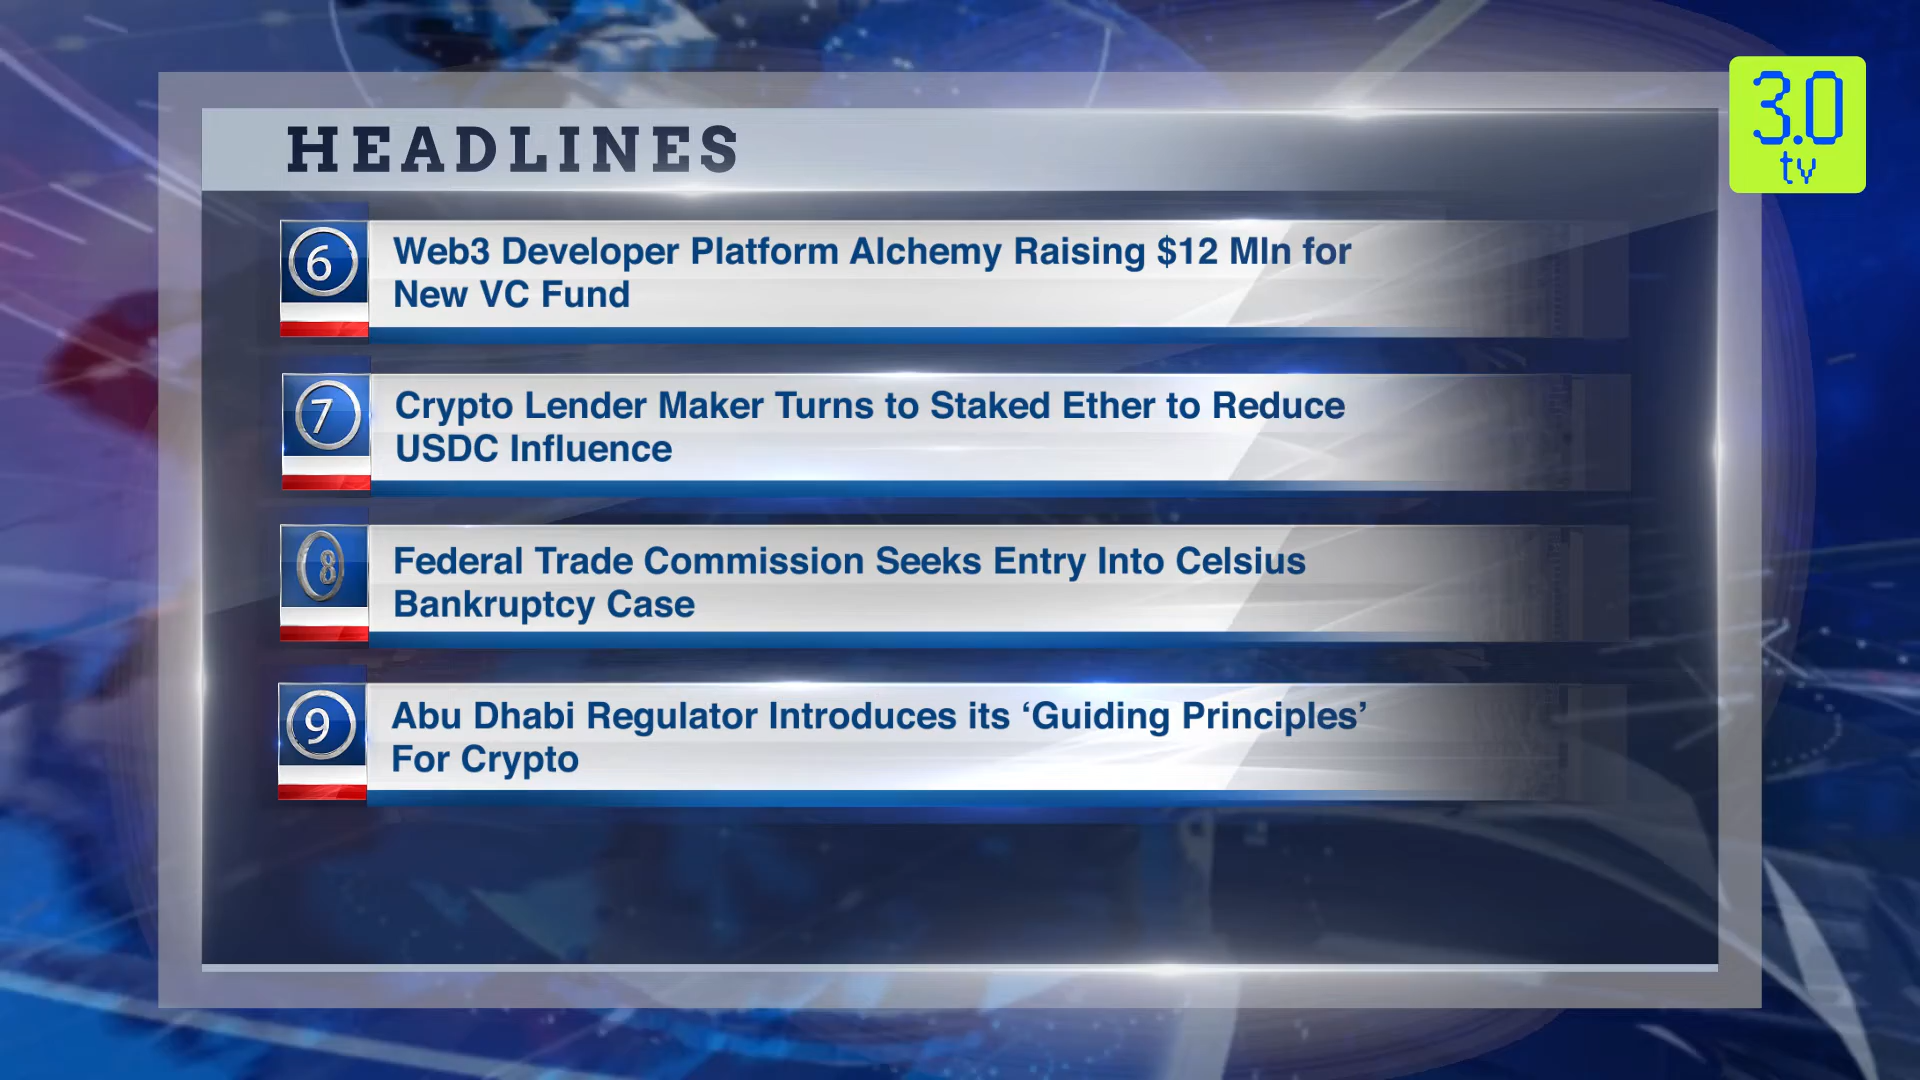 HEADLINES
3.0
tv
6
Web3 Developer Platform Alchemy Raising $12 Mln for
New VC Fund
7
Crypto Lender Maker Turns to Staked Ether to Reduce
USDC Influence
8
Federal Trade Commission Seeks Entry Into Celsius
Bankruptcy Case
9
Abu Dhabi Regulator Introduces its ‘Guiding Principles’
For Crypto